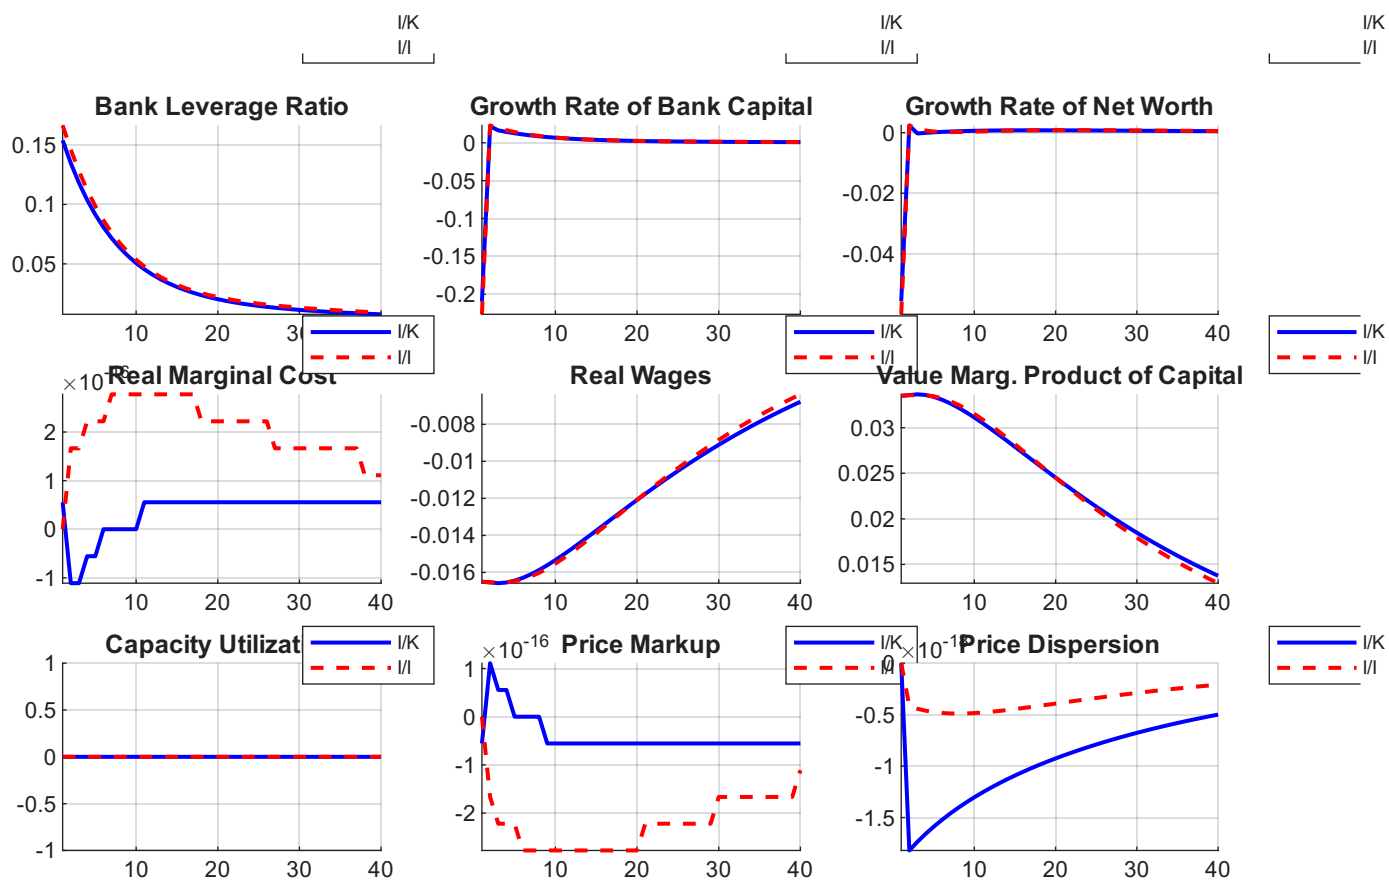 I/K I/K I/K
I/I I/I I/I
Bank Leverage Ratio Growth Rate of Bank Capital Growth Rate of Net Worth
0.15
0.1
0.05
10 20 30 40
0
-0.05
-0.1
-0.15
-0.2
10 20 30 40
0
-0.02
-0.04
10 20 30 40
I/K I/K I/K
I/I I/I I/I
Real Marginal Cost Real Wages Value Marg. Product of Capital
2
1
0
-1
10 20 30 40
-0.008
-0.01
-0.012
-0.014
-0.016
10 20 30 40
0.03
0.025
0.02
0.015
10 20 30 40
I/K I/K I/K
I/I I/I I/I
Price Markup Price Dispersion
Capacity
1
0.5
0
-0.5
-1
10 20 30 40
×10-16
1
0
-1
-2
10 20 30 40
0
-0.5
-1
-1.5
10 20 30 40